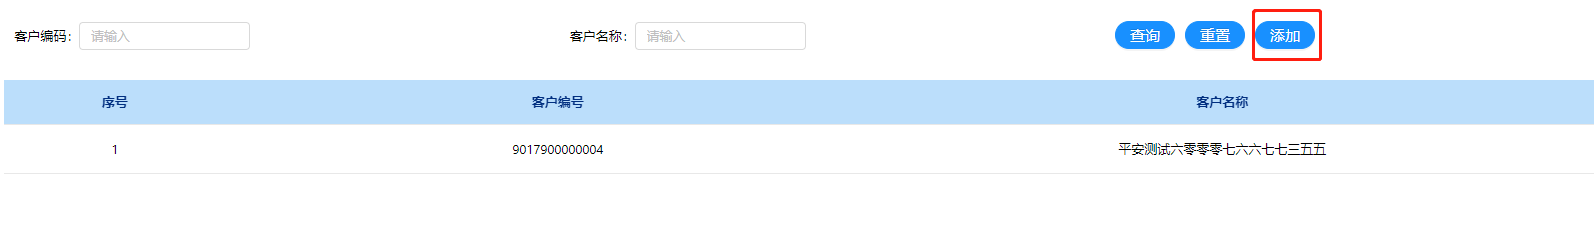 客户编码： 请输入 客户名称： 请输入 查询 重置 添加
序号 客户编号 客户名称
1 9017900000004 平安测试六零零零七六六七七三五五